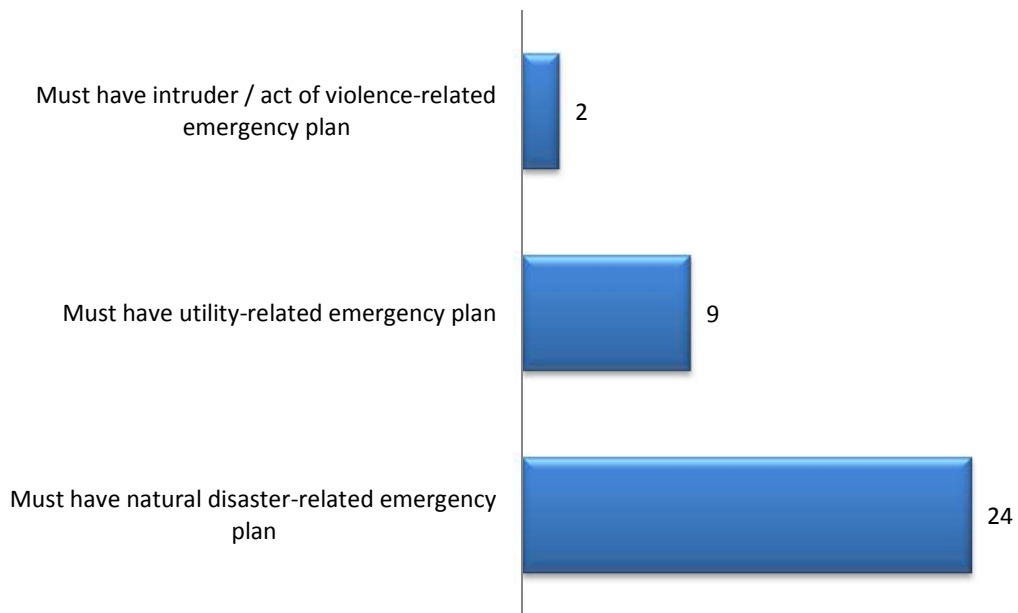 Must have intruder / act of violence-related
emergency plan
2
Must have utility-related emergency plan
9
Must have natural disaster-related emergency
plan
24